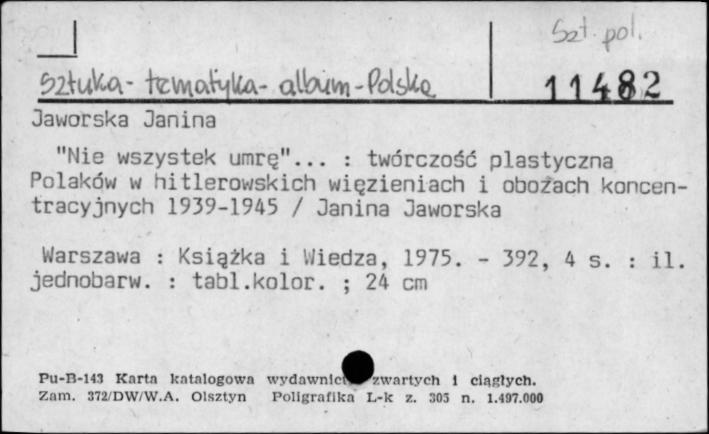 Szt. pol.
Sztuka - tematyka - album - Polska
11482
Jaworska Janina
"Nie wszystek umrę"... : twórczość plastyczna
Polaków w hitlerowskich więzieniach i obozach koncen-
tracyjnych 1939-1945 / Janina Jaworska
Warszawa : Książka i Wiedza, 1975. - 392, 4 s. : il.
jednobarw. : tabl.kolor. ; 24 cm
Pu-B-143 Karta katalogowa zwartych i ciągłych.
Zam. 372/DW/W.A. Olsztyn Poligrafika L-k z. 305 n. 1.497.000